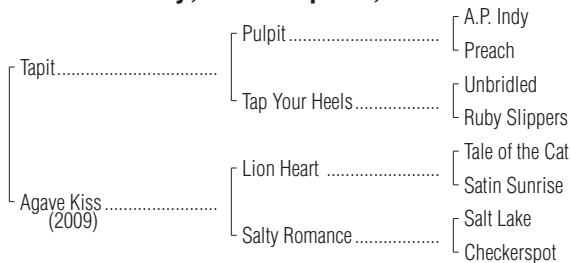 Pulpit
A.P. Indy
Preach
Tapit
Tap Your Heels
Unbridled
Ruby Slippers
Lion Heart
Tale of the Cat
Satin Sunrise
Agave Kiss
(2009)
Salty Romance
Salt Lake
Checkerspot